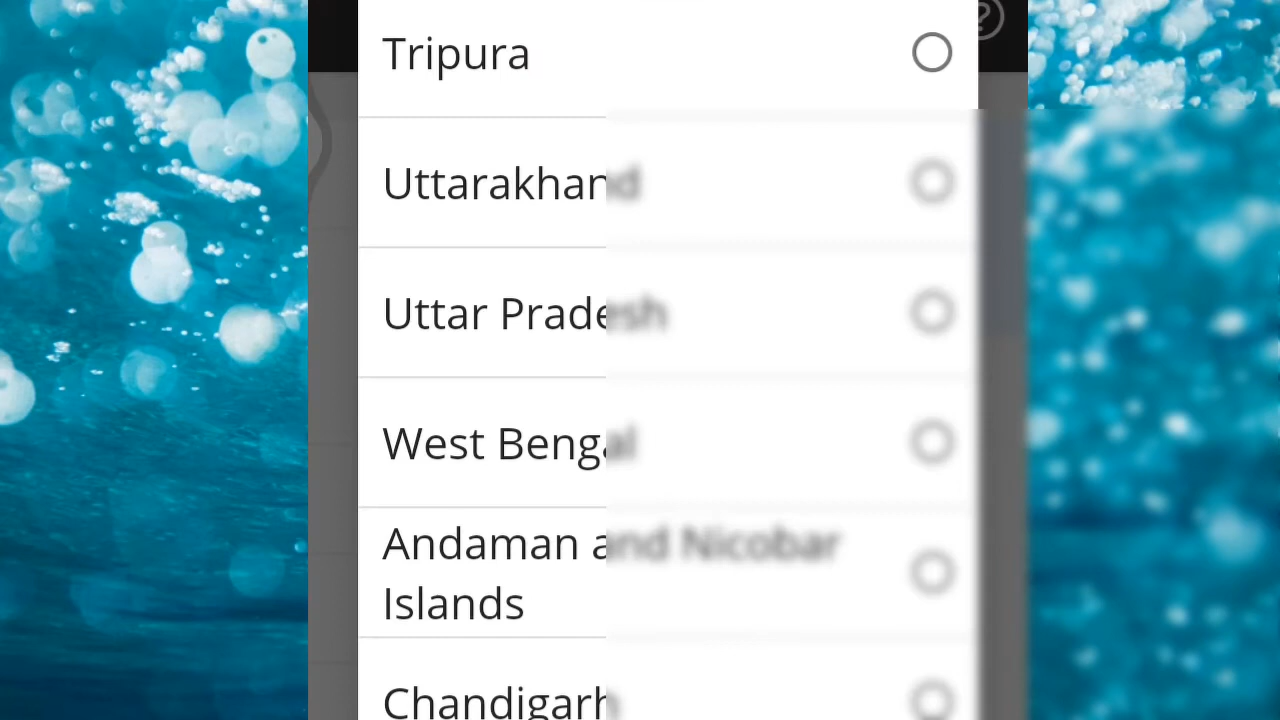 Tripura
Uttarakhand
Uttar Pradesh
West Bengal
Andaman and Nicobar
Islands
Chandigarh